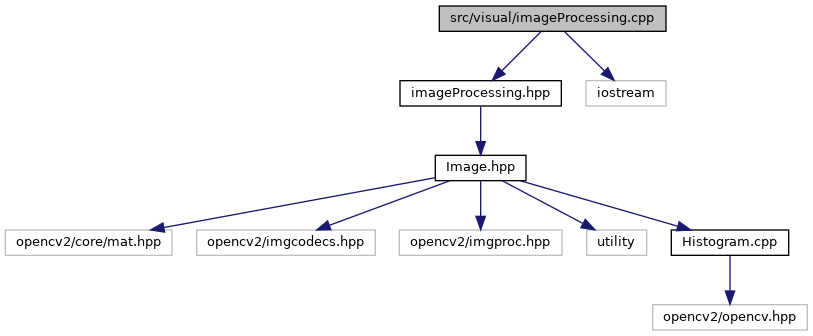 src/visual/imageProcessing.cpp
imageProcessing.hpp
iostream
Image.hpp
opencv2/core/mat.hpp
opencv2/imgcodecs.hpp
opencv2/imgproc.hpp
utility
Histogram.cpp
opencv2/opencv.hpp